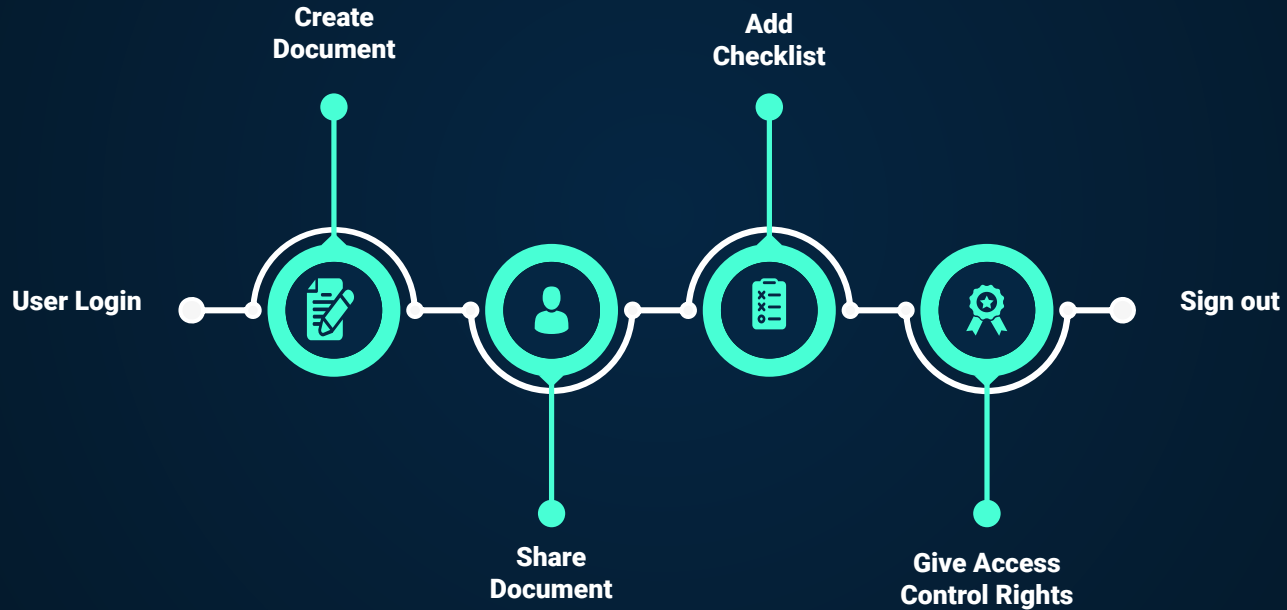 Create
Document
Add
Checklist
User Login
Sign out
Share
Document
Give Access
Control Rights